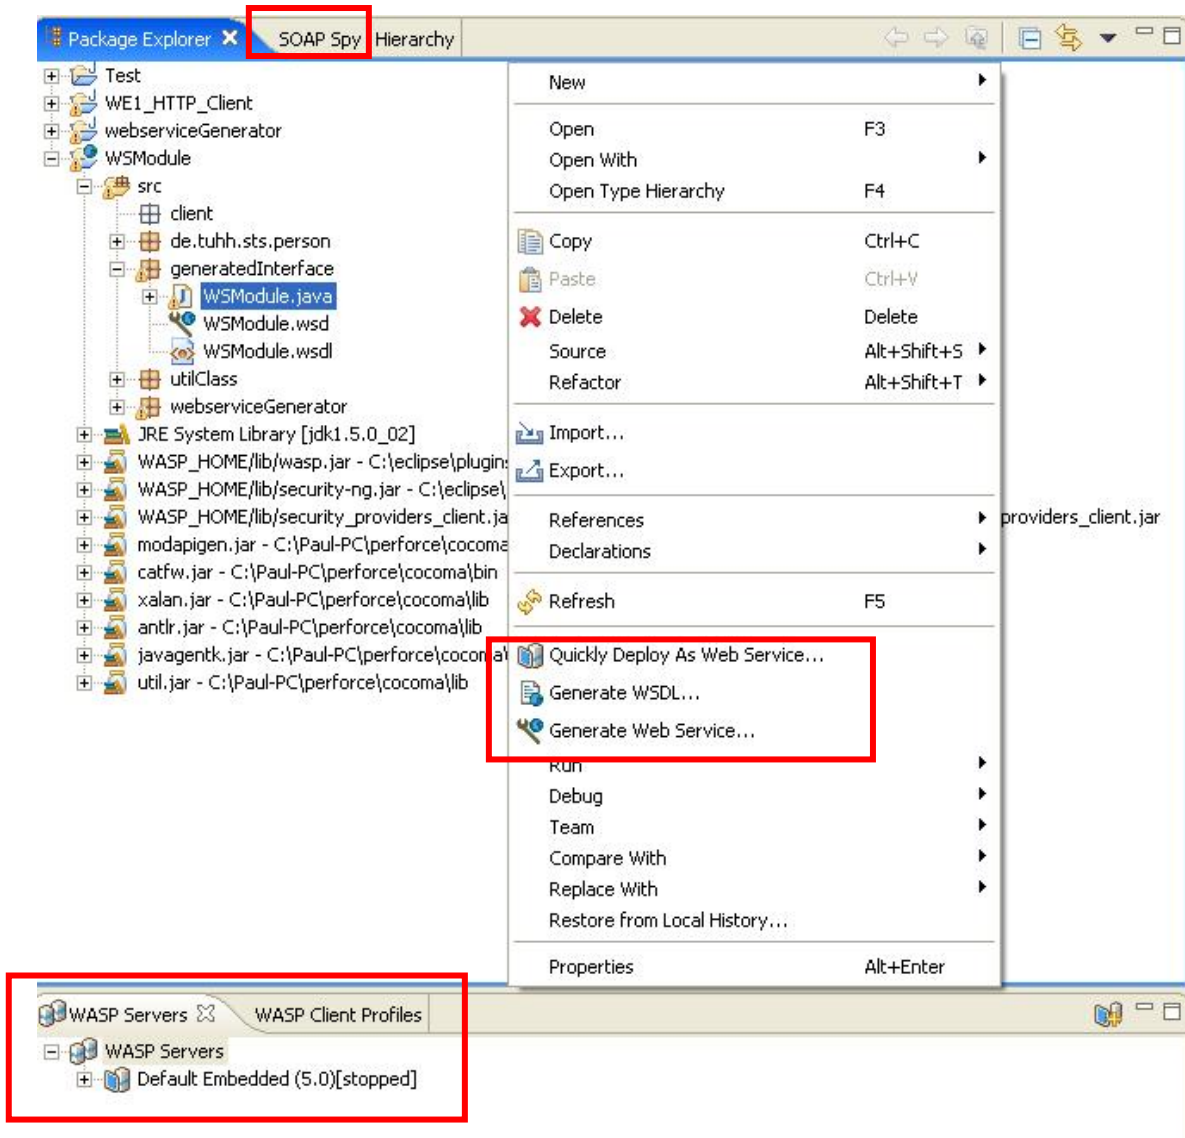 Package Explorer SOAP Spy Hierarchy
Test
WE1_HTTP_Client
webserviceGenerator
WSModule
src
client
de.tuhh.sts.person
generatedInterface
WSModule.java
WSModule.wsd
WSModule.wsdl
utilClass
webserviceGenerator
JRE System Library [jdk1.5.0_02]
WASP_HOME/lib/wasp.jar - C:\eclipse\plugins
WASP_HOME/lib/security-ng.jar - C:\eclipse\
WASP_HOME/lib/security_providers_client.ja providers_client.jar
modapigen.jar - C:\Paul-PC\perforce\cocoma
catfw.jar - C:\Paul-PC\perforce\cocoma\bin
xalan.jar - C:\Paul-PC\perforce\cocoma\lib
antlr.jar - C:\Paul-PC\perforce\cocoma\lib
javagentk.jar - C:\Paul-PC\perforce\cocoma\
util.jar - C:\Paul-PC\perforce\cocoma\lib
New
Open F3
Open With
Open Type Hierarchy F4
Copy Ctrl+C
Paste Ctrl+V
Delete Delete
Source Alt+Shift+S
Refactor Alt+Shift+T
Import...
Export...
References
Declarations
Refresh F5
Quickly Deploy As Web Service...
Generate WSDL...
Generate Web Service...
Run
Debug
Team
Compare With
Replace With
Restore from Local History...
Properties Alt+Enter
WASP Servers WASP Client Profiles
WASP Servers
Default Embedded (5.0)[stopped]